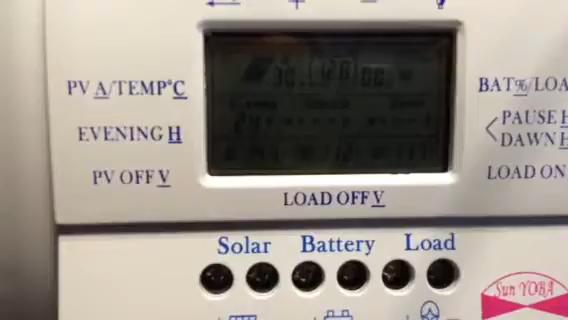 PV A/TEMP°C
BAT%/LOA
EVENING H
PAUSE H
DAWN H
PV OFF V
LOAD ON
LOAD OFF V
Solar Battery Load
Sun YOBA